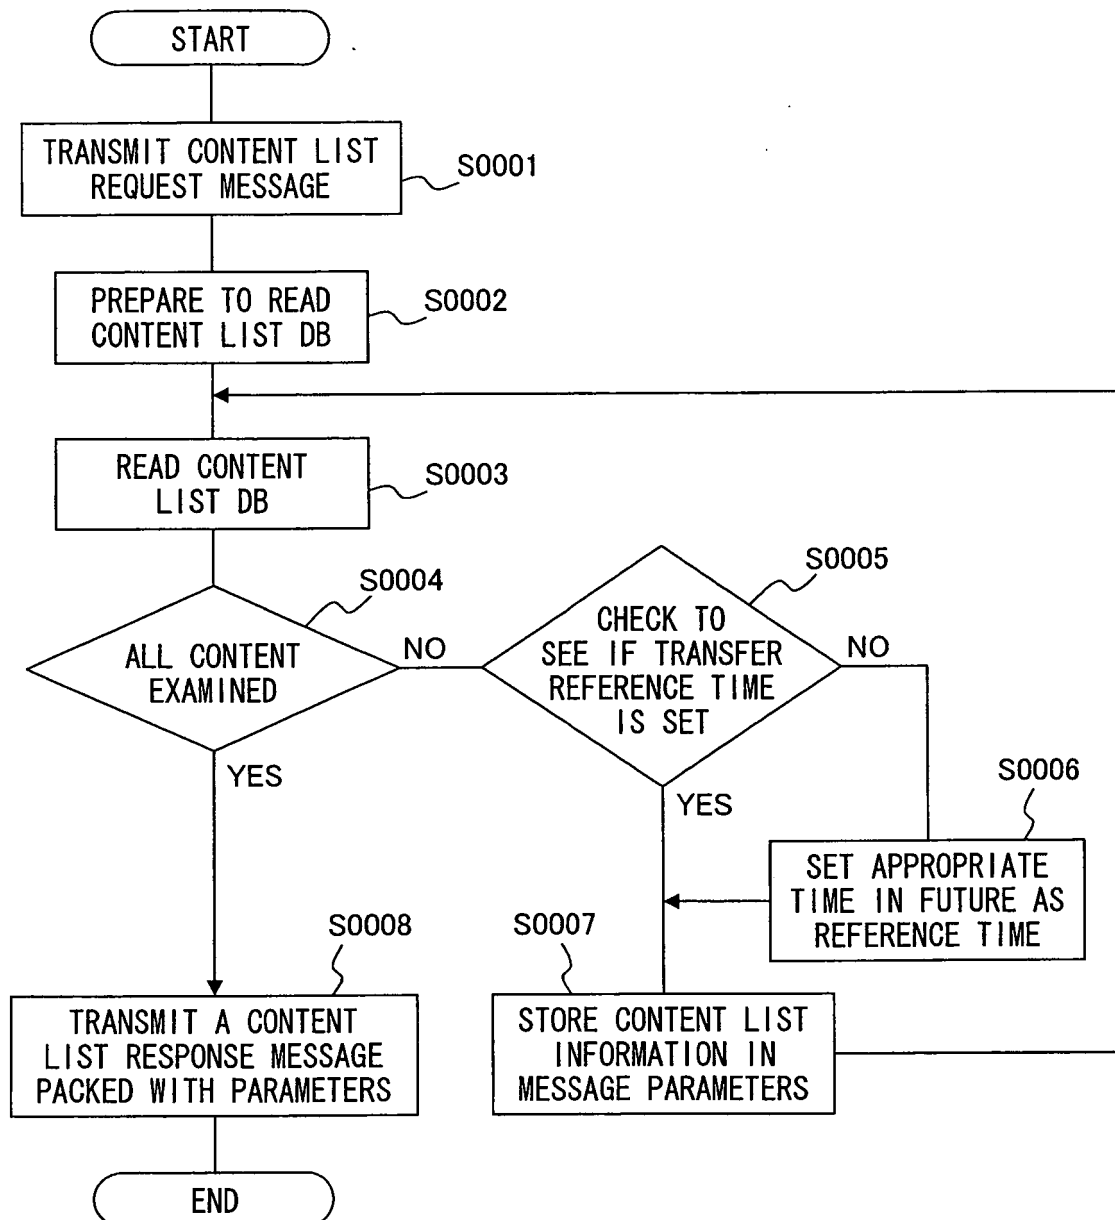 START
TRANSMIT CONTENT LIST
REQUEST MESSAGE
S0001
PREPARE TO READ
CONTENT LIST DB
S0002
READ CONTENT
LIST DB
S0003
ALL CONTENT
EXAMINED
S0004
NO
YES
CHECK TO
SEE IF TRANSFER
REFERENCE TIME
IS SET
S0005
NO
YES
S0006
SET APPROPRIATE
TIME IN FUTURE AS
REFERENCE TIME
S0007
STORE CONTENT LIST
INFORMATION IN
MESSAGE PARAMETERS
S0008
TRANSMIT A CONTENT
LIST RESPONSE MESSAGE
PACKED WITH PARAMETERS
END